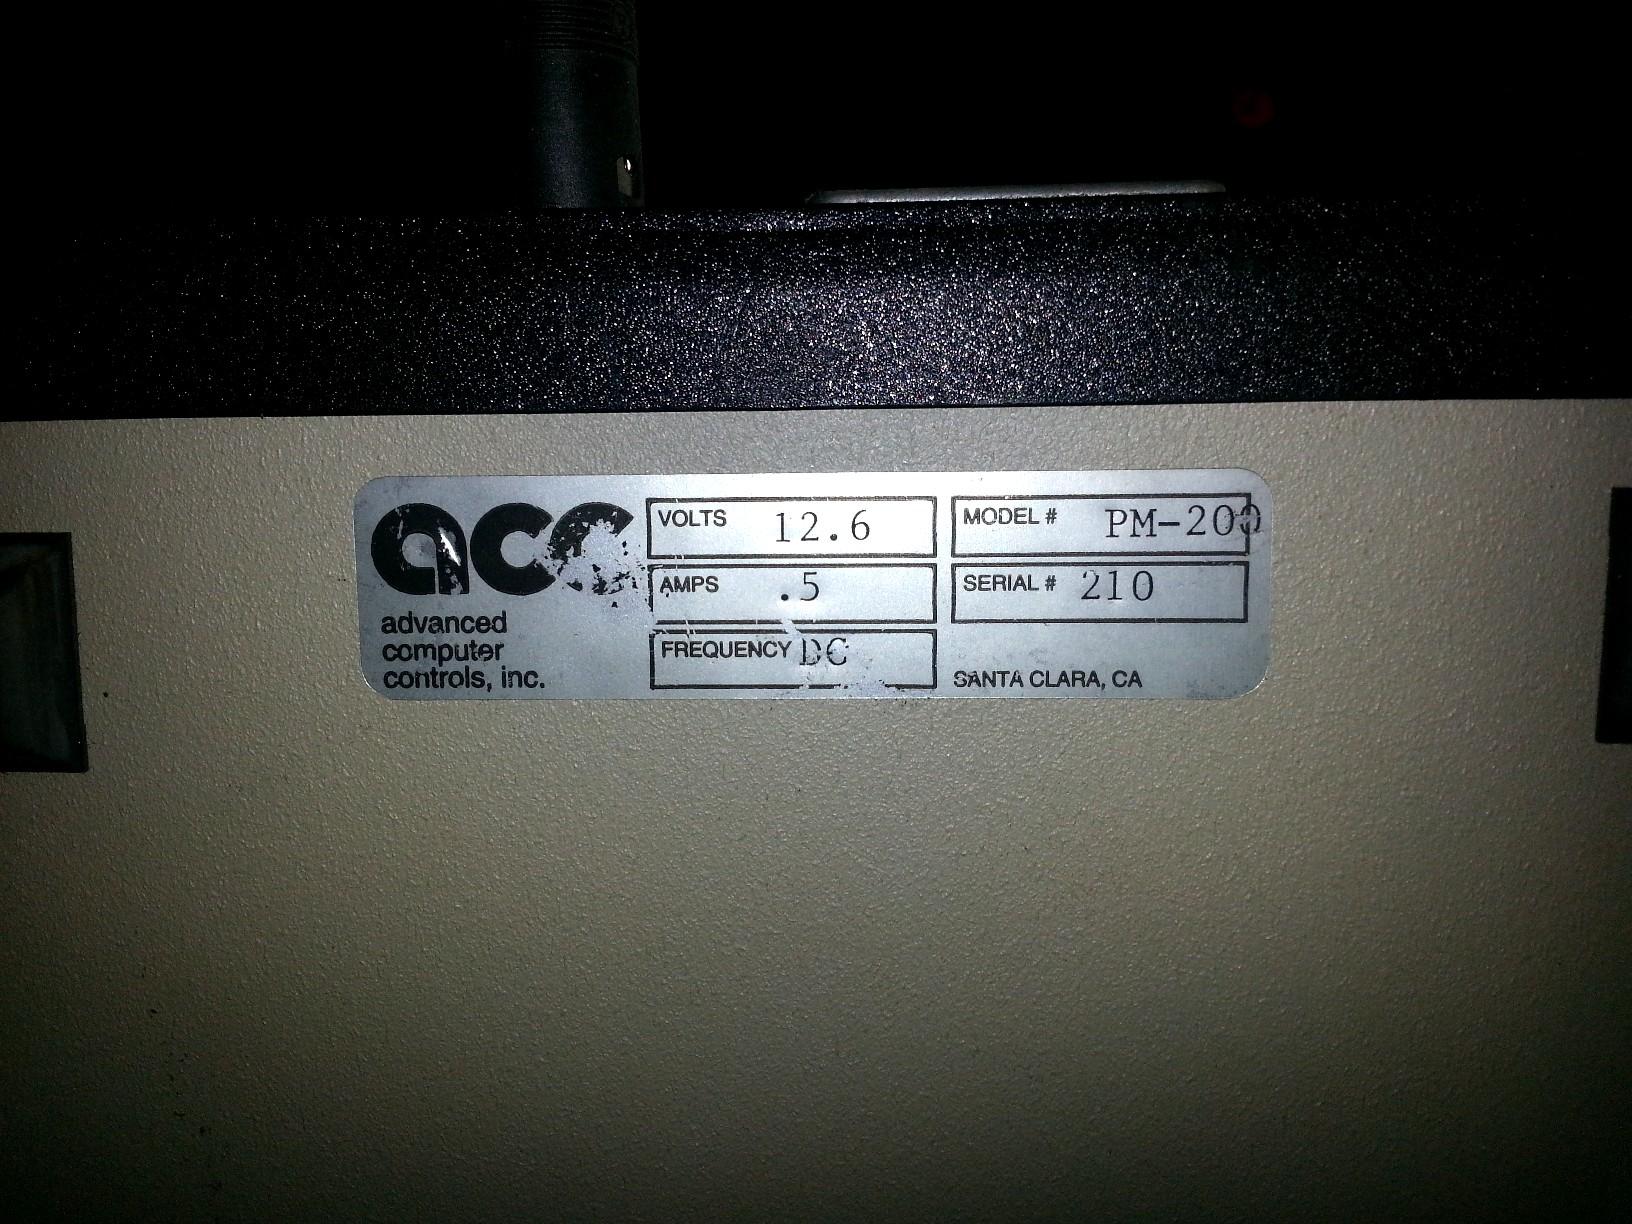 acc
advanced
computer
controls, inc.
VOLTS 12.6
AMPS .5
FREQUENCY DC
MODEL # PM-200
SERIAL # 210
SANTA CLARA, CA